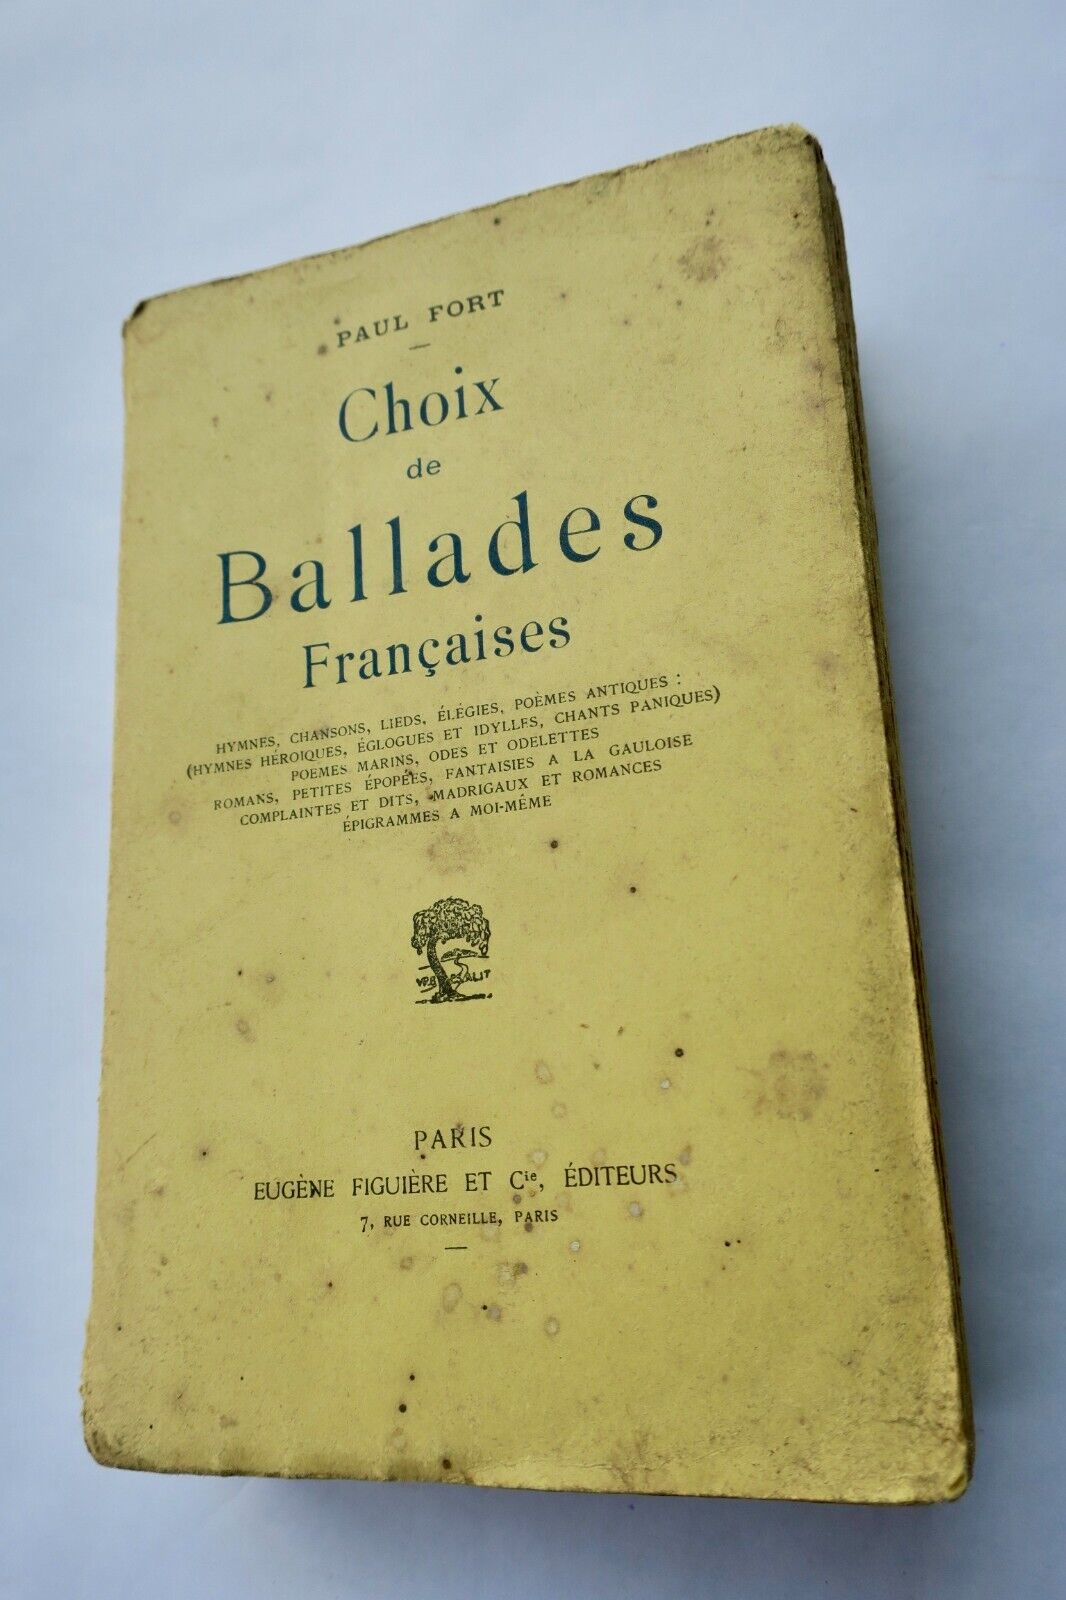 PAUL FORT
Choix
de
Ballades
Françaises
HYMNES, CHANSONS, LIEDS, ÉLÉGIES, POÈMES ANTIQUES :
(HYMNES HÉROIQUES, ÉGLOGUES ET IDYLLES, CHANTS PANIQUES)
POEMES MARINS, ODES ET ODELETTES
ROMANS, PETITES ÉPOPÉES, FANTAISIES A LA GAULOISE
COMPLAINTES ET DITS, MADRIGAUX ET ROMANCES
ÉPIGRAMMES A MOI-MÊME
PARIS
EUGÈNE FIGUIÈRE ET Cie, ÉDITEURS
7, RUE CORNEILLE, PARIS